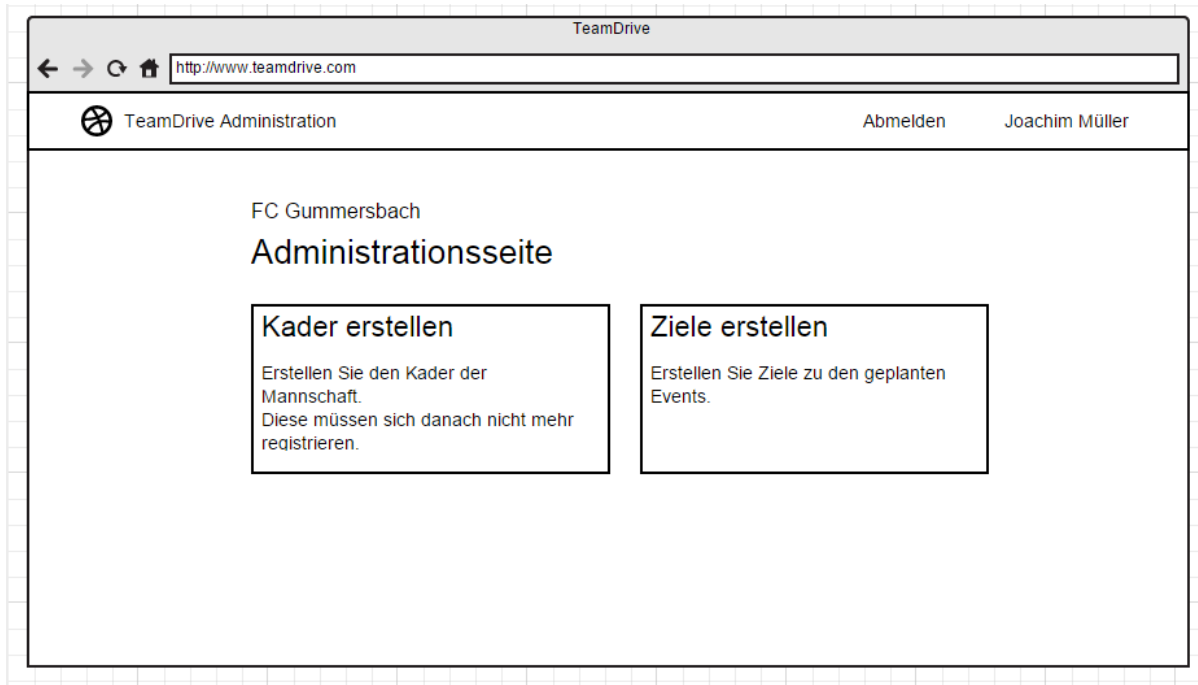 TeamDrive
http://www.teamdrive.com
TeamDrive Administration
Abmelden
Joachim Müller
FC Gummersbach
Administrationsseite
Kader erstellen
Erstellen Sie den Kader der
Mannschaft.
Diese müssen sich danach nicht mehr
registrieren.
Ziele erstellen
Erstellen Sie Ziele zu den geplanten
Events.